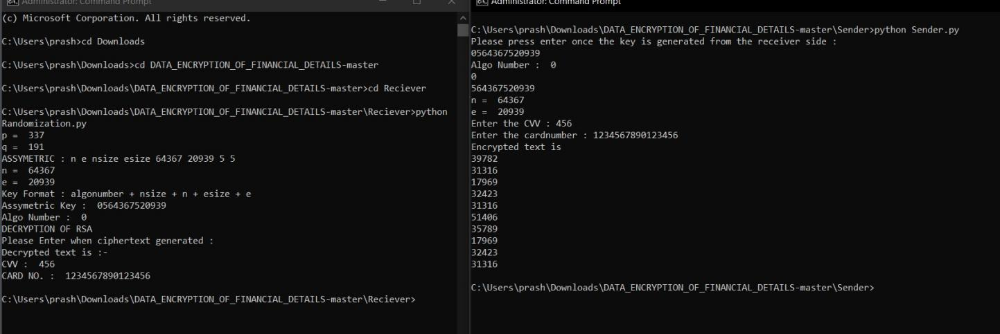 Administrator: Command Prompt
(c) Microsoft Corporation. All rights reserved.
C:\Users\prash>cd Downloads
C:\Users\prash\Downloads>cd DATA_ENCRYPTION_OF_FINANCIAL_DETAILS-master
C:\Users\prash\Downloads\DATA_ENCRYPTION_OF_FINANCIAL_DETAILS-master>cd Reciever
C:\Users\prash\Downloads\DATA_ENCRYPTION_OF_FINANCIAL_DETAILS-master\Reciever>python
Randomization.py
p =  337
q =  191
ASSYMETRIC : n e nsize esize 64367 20939 5 5
n =  64367
e =  20939
Key Format : algonumber + nsize + n + esize + e
Assymetric Key :  0564367520939
Algo Number :  0
DECRYPTION OF RSA
Please Enter when ciphertext generated :
Decrypted text is :-
CVV :  456
CARD NO. :  1234567890123456
C:\Users\prash\Downloads\DATA_ENCRYPTION_OF_FINANCIAL_DETAILS-master\Reciever>
Administrator: Command Prompt
C:\Users\prash\Downloads\DATA_ENCRYPTION_OF_FINANCIAL_DETAILS-master\Sender>python Sender.py
Please press enter once the key is generated from the receiver side :
0564367520939
Algo Number :  0
0
564367520939
n =  64367
e =  20939
Enter the CVV : 456
Enter the cardnumber : 1234567890123456
Encrypted text is
39782
31316
17969
32423
31316
51406
35789
17969
32423
31316
C:\Users\prash\Downloads\DATA_ENCRYPTION_OF_FINANCIAL_DETAILS-master\Sender>